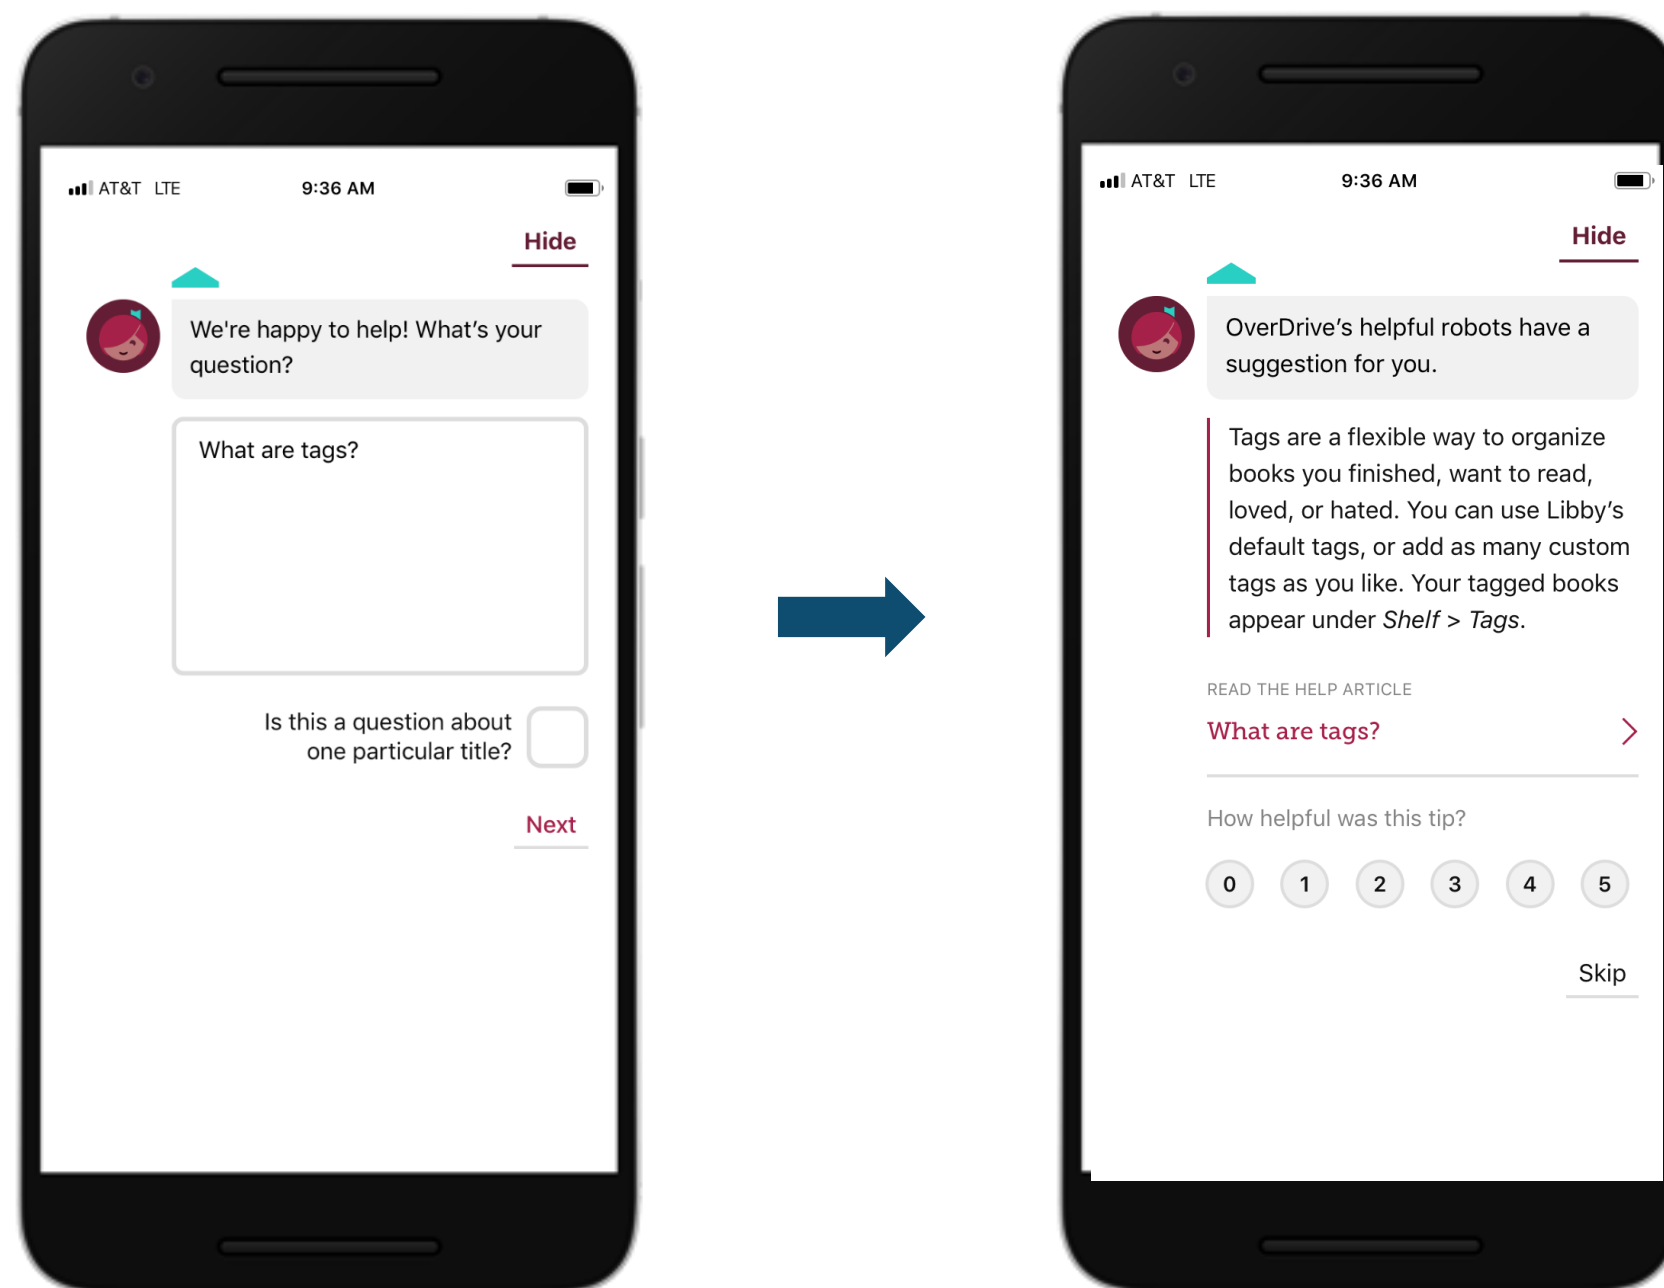 AT&T LTE 9:36 AM
Hide
We're happy to help! What's your
question?
What are tags?
Is this a question about
one particular title?
Next
AT&T LTE 9:36 AM
Hide
OverDrive’s helpful robots have a
suggestion for you.
Tags are a flexible way to organize
books you finished, want to read,
loved, or hated. You can use Libby’s
default tags, or add as many custom
tags as you like. Your tagged books
appear under Shelf > Tags.
READ THE HELP ARTICLE
What are tags?
How helpful was this tip?
0 1 2 3 4 5
Skip